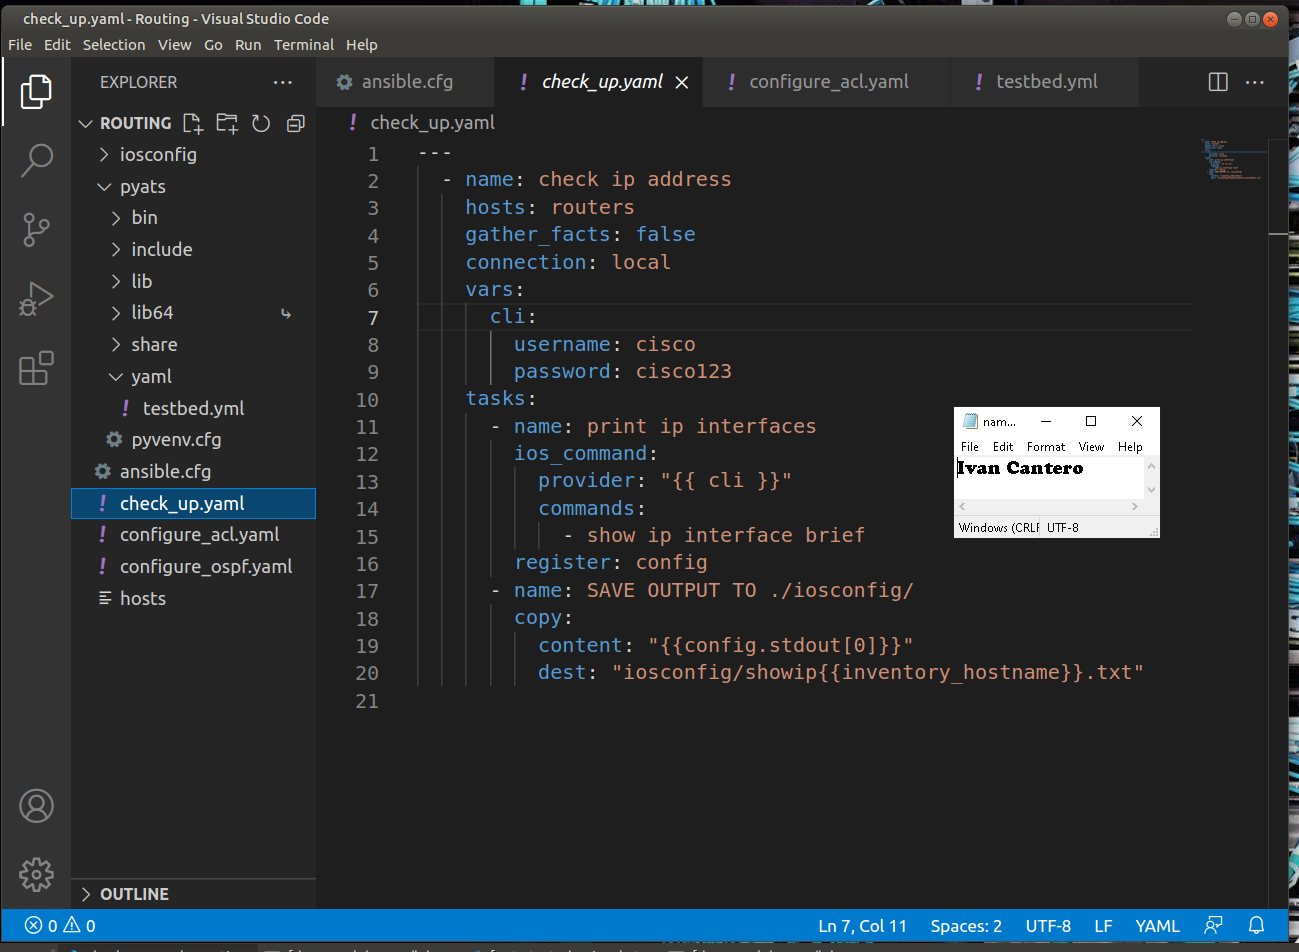 check_up.yaml - Routing - Visual Studio Code
File Edit Selection View Go Run Terminal Help
EXPLORER
ROUTING
iosconfig
pyats
bin
include
lib
lib64
share
yaml
testbed.yml
pyvenv.cfg
ansible.cfg
check_up.yaml
configure_acl.yaml
configure_ospf.yaml
hosts
OUTLINE
ansible.cfg check_up.yaml configure_acl.yaml testbed.yml
check_up.yaml
1 ---
2 - name: check ip address
3 hosts: routers
4 gather_facts: false
5 connection: local
6 vars:
7 cli:
8 username: cisco
9 password: cisco123
10 tasks:
11 - name: print ip interfaces
12 ios_command:
13 provider: "{{ cli }}"
14 commands:
15 - show ip interface brief
16 register: config
17 - name: SAVE OUTPUT TO ./iosconfig/
18 copy:
19 content: "{{config.stdout[0]}}"
20 dest: "iosconfig/showip{{inventory_hostname}}.txt"
21
nam...
File Edit Format View Help
Ivan Cantero
Windows (CRLF UTF-8
0 0 Ln 7, Col 11 Spaces: 2 UTF-8 LF YAML